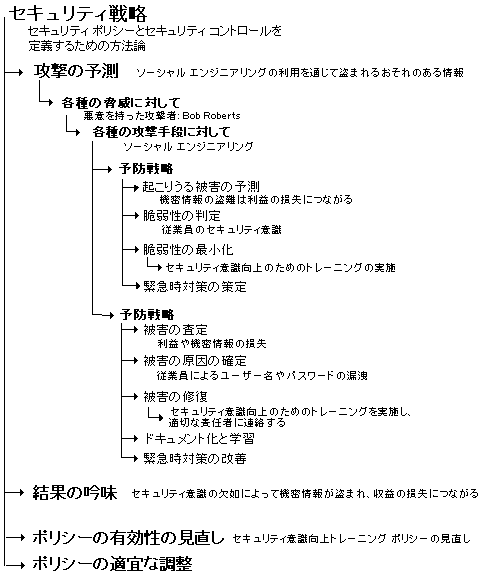 セキュリティ戦略
セキュリティ ポリシーとセキュリティ コントロールを
定義するための方法論
攻撃の予測 ソーシャル エンジニアリングの利用を通じて盗まれるおそれのある情報
各種の脅威に対して
悪意を持った攻撃者: Bob Roberts
各種の攻撃手段に対して
ソーシャル エンジニアリング
予防戦略
起こりうる被害の予測
機密情報の盗難は利益の損失につながる
脆弱性の判定
従業員のセキュリティ意識
脆弱性の最小化
セキュリティ意識向上のためのトレーニングの実施
緊急時対策の策定
予防戦略
被害の査定
利益や機密情報の損失
被害の原因の確定
従業員によるユーザー名やパスワードの漏洩
被害の修復
セキュリティ意識向上のためのトレーニングを実施し、
適切な責任者に連絡する
ドキュメント化と学習
緊急時対策の改善
結果の吟味 セキュリティ意識の欠如によって機密情報が盗まれ、収益の損失につながる
ポリシーの有効性の見直し セキュリティ意識向上トレーニング ポリシーの見直し
ポリシーの適宜な調整